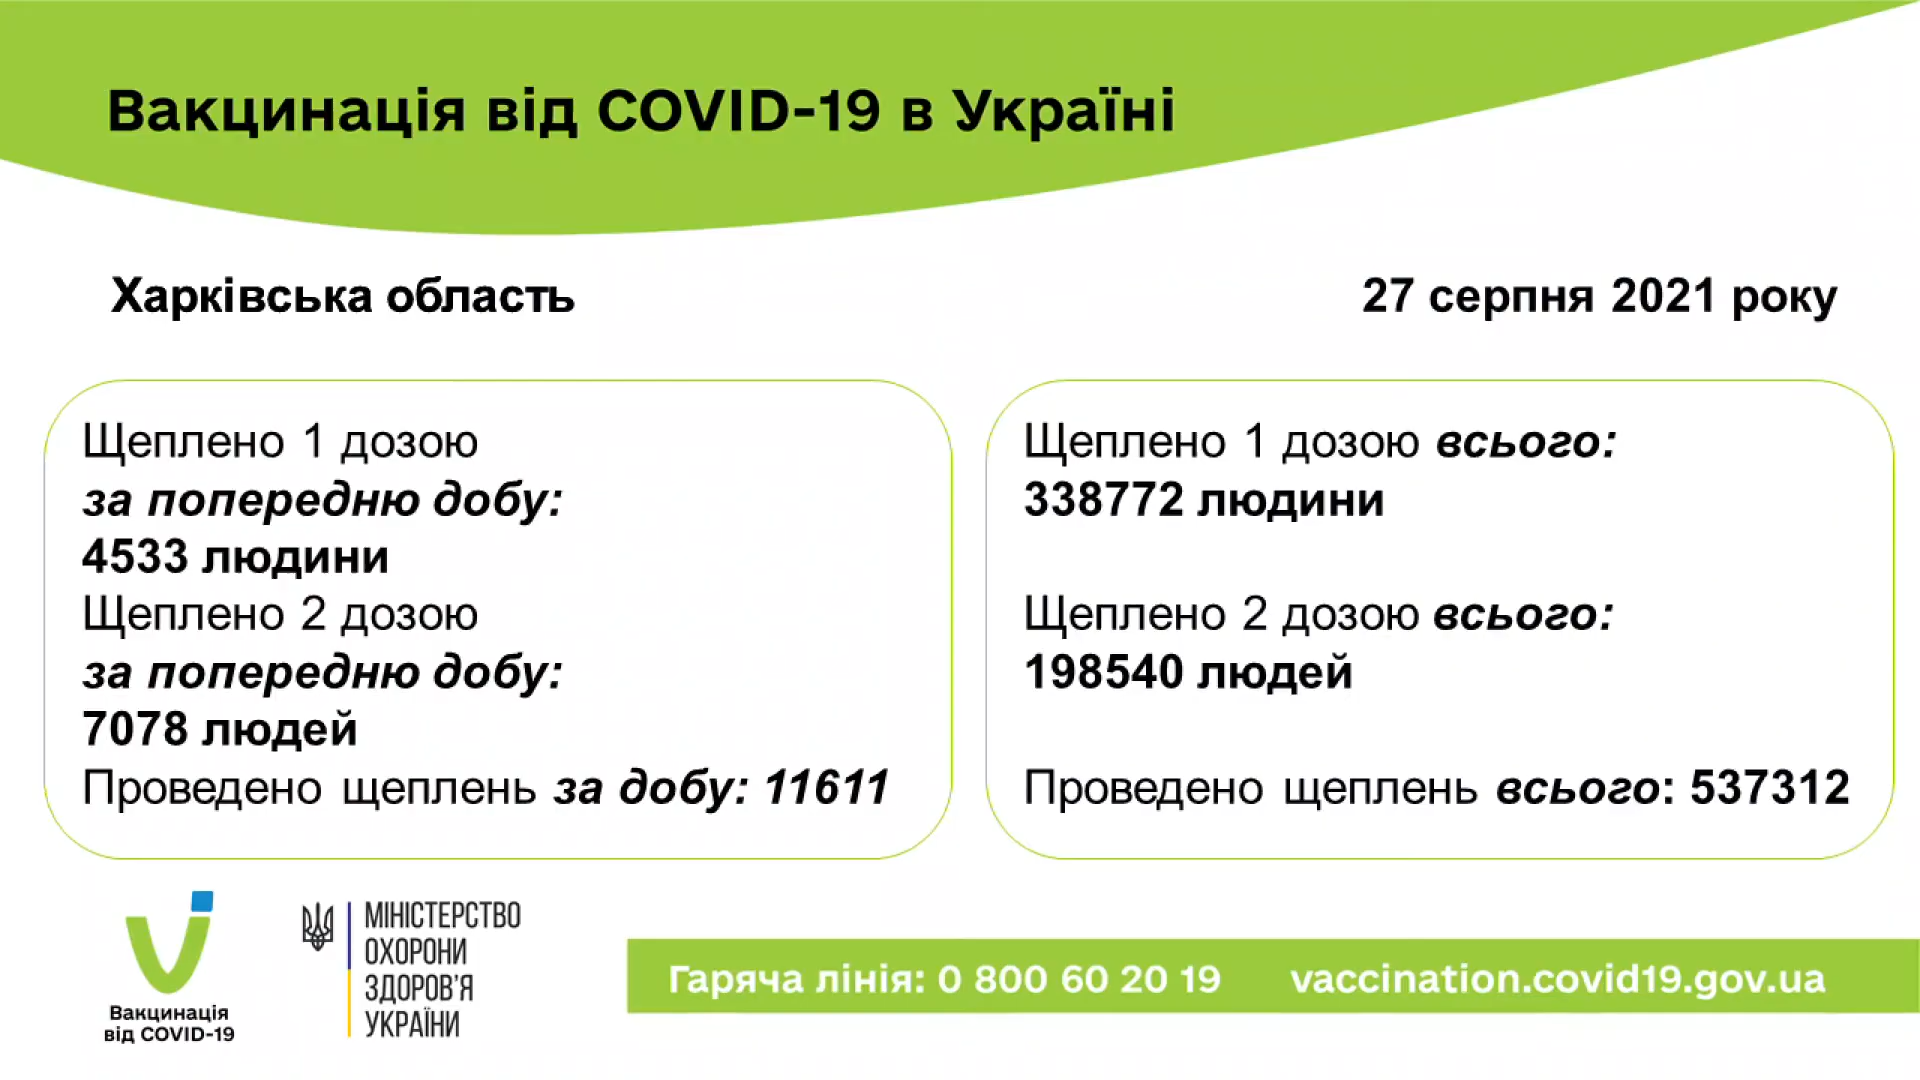 Вакцинація від COVID-19 в Україні
Харківська область
27 серпня 2021 року
Щеплено 1 дозою
за попередню добу:
4533 людини
Щеплено 2 дозою
за попередню добу:
7078 людей
Проведено щеплень за добу: 11611
Щеплено 1 дозою всього:
338772 людини
Щеплено 2 дозою всього:
198540 людей
Проведено щеплень всього: 537312
Вакцинація
від COVID-19
МІНІСТЕРСТВО
ОХОРОНИ
ЗДОРОВ'Я
УКРАЇНИ
Гаряча лінія: 0 800 60 20 19
vaccination.covid19.gov.ua